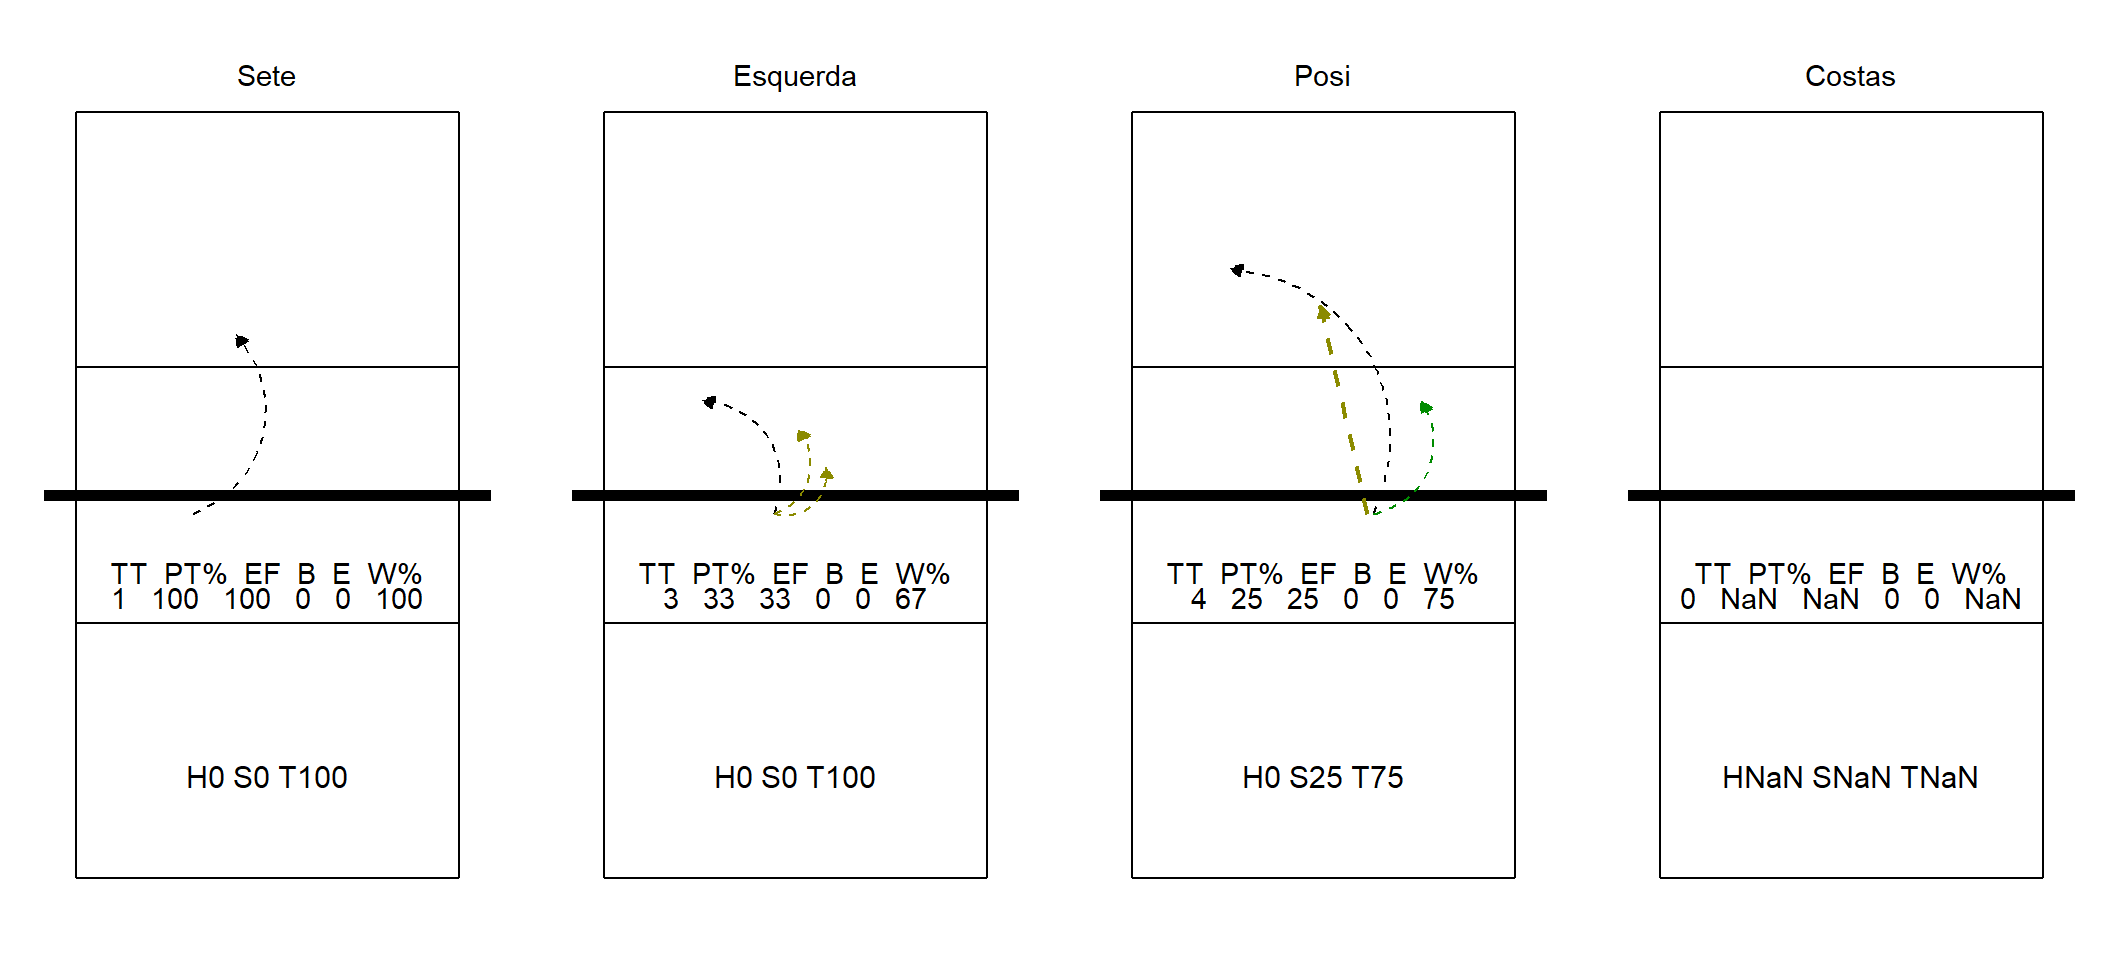 Sete
TT PT% EF B E W%
1 100 100 0 0 100
H0 S0 T100
Esquerda
TT PT% EF B E W%
3 33 33 0 0 67
H0 S0 T100
Posi
TT PT% EF B E W%
4 25 25 0 0 75
H0 S25 T75
Costas
TT PT% EF B E W%
0 NaN NaN 0 0 NaN
HNaN SNaN TNaN